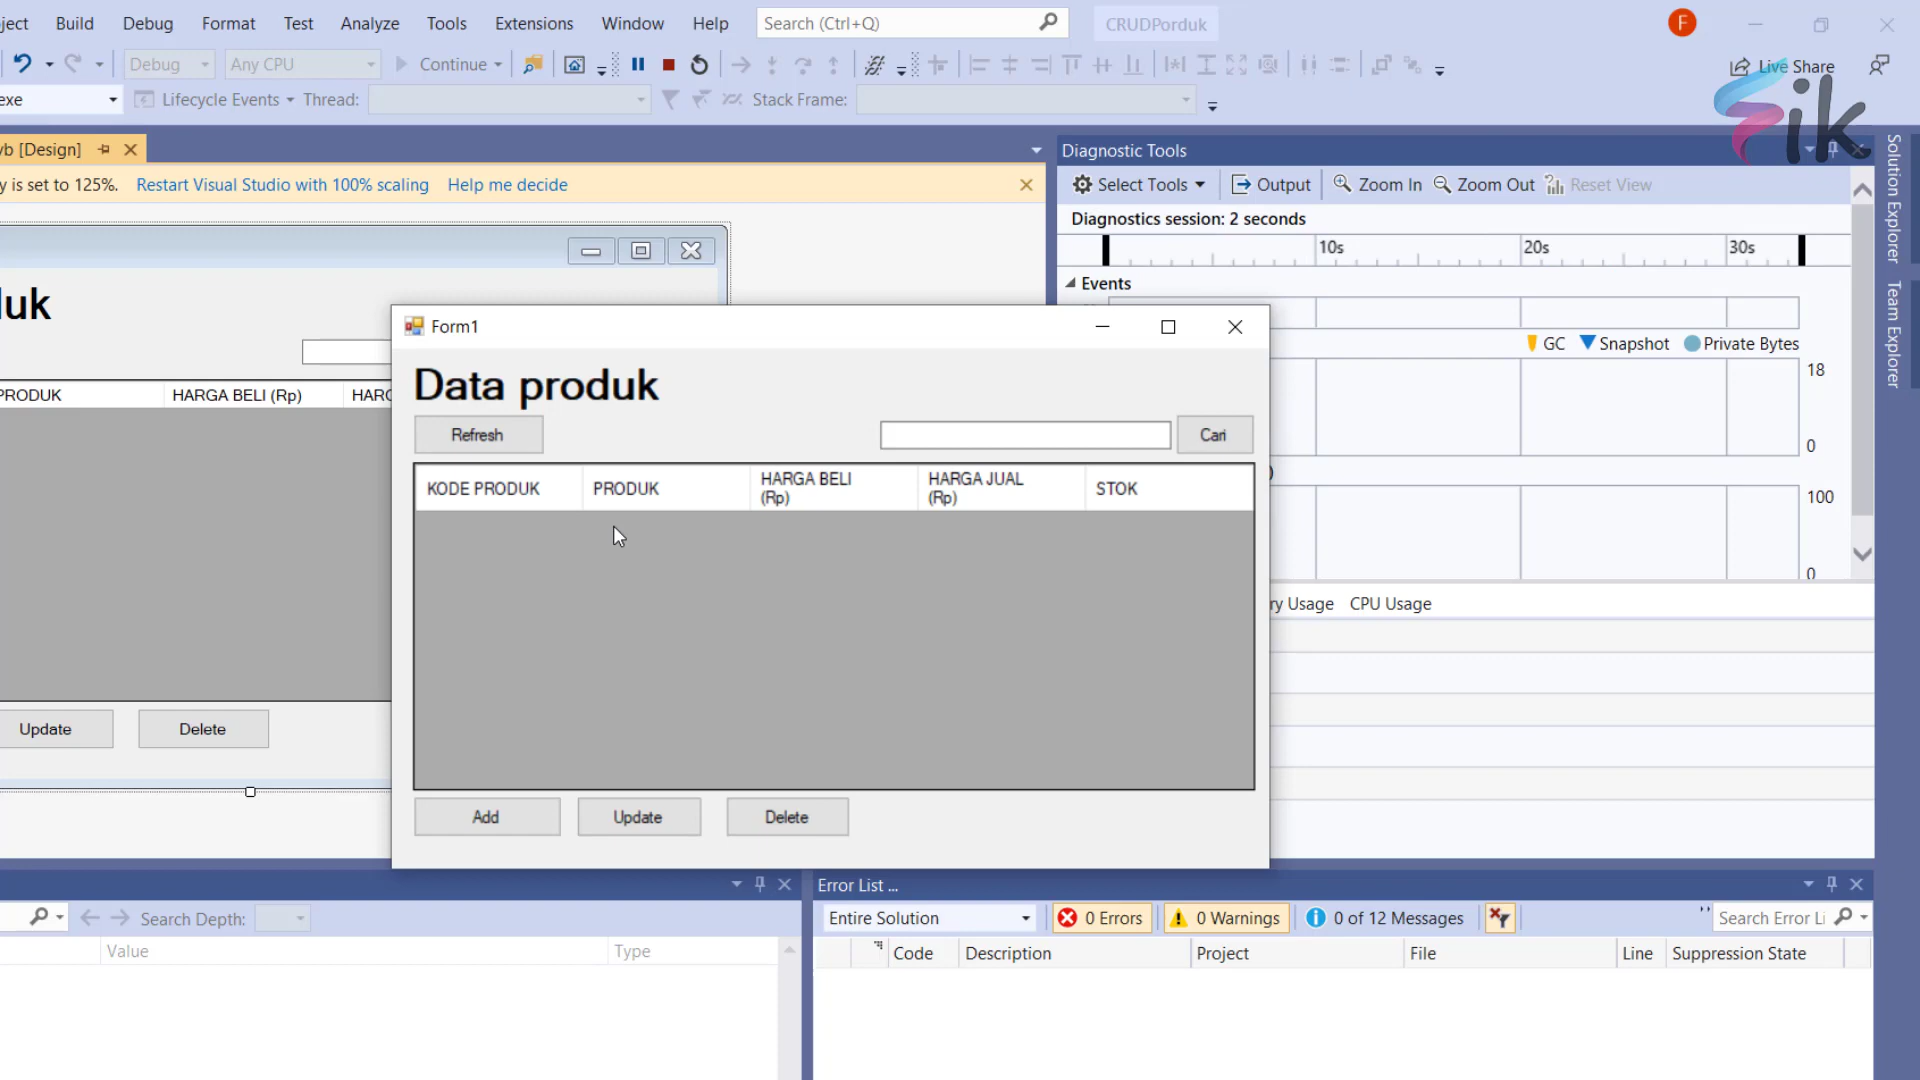 ject Build Debug Format Test Analyze Tools Extensions Window Help Search (Ctrl+Q) CRUDPorduk F
Debug Any CPU Continue Live Share
exe Lifecycle Events Thread: Stack Frame:
Eik
vb [Design] Diagnostic Tools
y is set to 125%. Restart Visual Studio with 100% scaling Help me decide Select Tools Output Zoom In Zoom Out Reset View
Diagnostics session: 2 seconds
10s 20s 30s
Events
duk
Form1
GC Snapshot Private Bytes
18
0
Data produk
Refresh Cari
PRODUK HARGA BELI (Rp) HARG
KODE PRODUK PRODUK HARGA BELI (Rp) HARGA JUAL (Rp) STOK
)
100
0
ry Usage CPU Usage
Update Delete
Add Update Delete
Solution Explorer
Team Explorer
Error List ...
Search Depth: Entire Solution 0 Errors 0 Warnings 0 of 12 Messages Search Error Li
Value Type Code Description Project File Line Suppression State